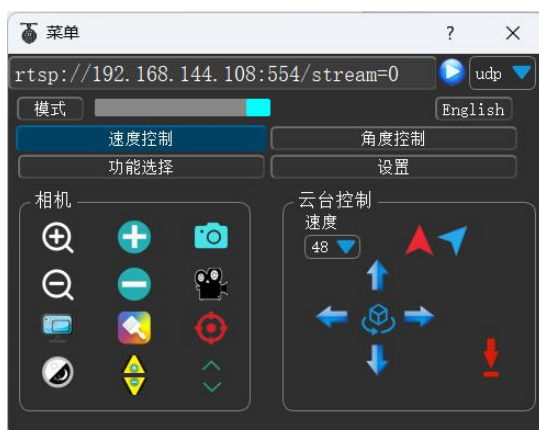 菜单 ?
rtsp://192.168.144.108:554/stream=0 udp
模式 English
速度控制 角度控制
功能选择 设置
相机 云台控制
速度
48